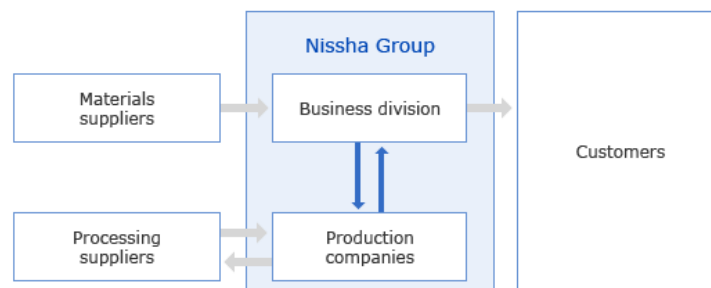 Nissha Group
Materials
suppliers
Business division
Customers
Processing
suppliers
Production
companies